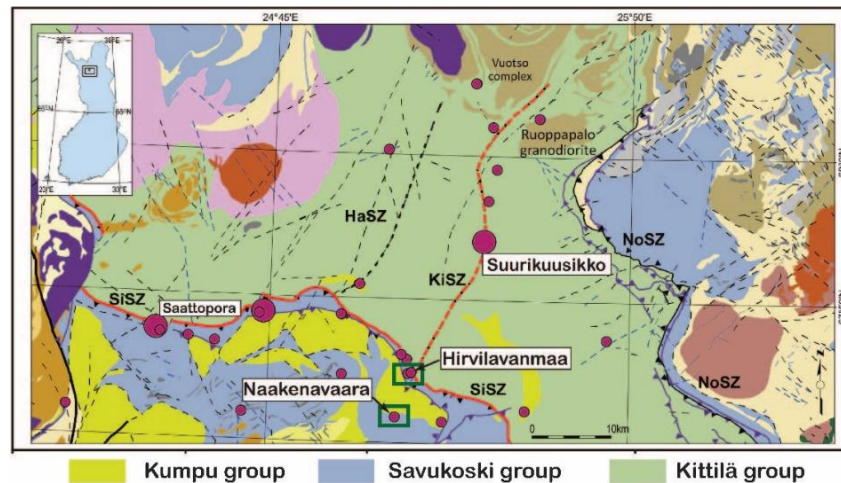 24°45'E
25°50'E
Vuotso
complex
Ruoppapalo
granodiorite
HaSZ
NoSZ
KiSZ
Suurikuusikko
SiSZ
Saattopora
Hirvilavanmaa
SiSZ
NoSZ
Naakenavaara
N
0
10km
Kumpu group
Savukoski group
Kittilä group